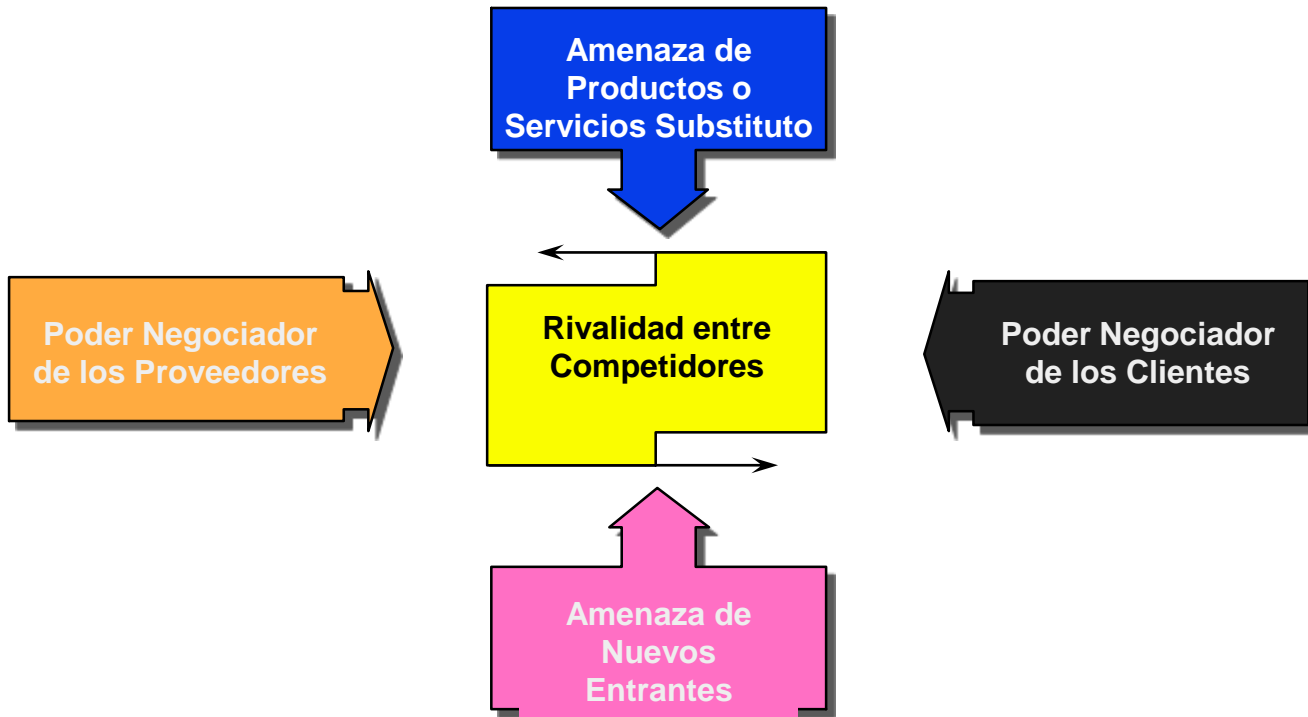 Amenaza de
Productos o
Servicios Substituto
Poder Negociador
de los Proveedores
Rivalidad entre
Competidores
Poder Negociador
de los Clientes
Amenaza de
Nuevos
Entrantes